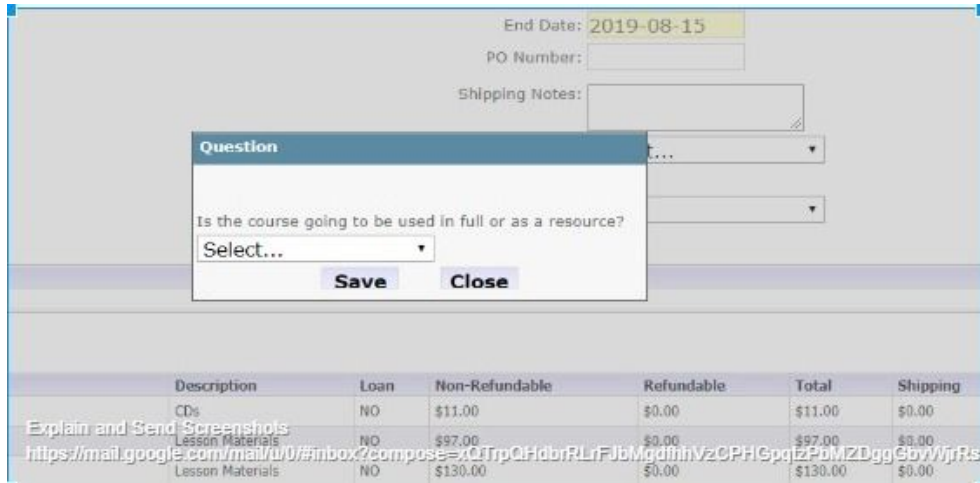 End Date: 2019-08-15
PO Number:
Shipping Notes:
Question
t...
Is the course going to be used in full or as a resource?
Select...
Save Close
Description Loan Non-Refundable Refundable Total Shipping
CDs NO $11.00 $0.00 $11.00 $0.00
Explain and Send Screenshots
Lesson Materials NO $97.00 $0.00 $97.00 $0.00
Lesson Materials NO $130.00 $0.00 $130.00 $0.00